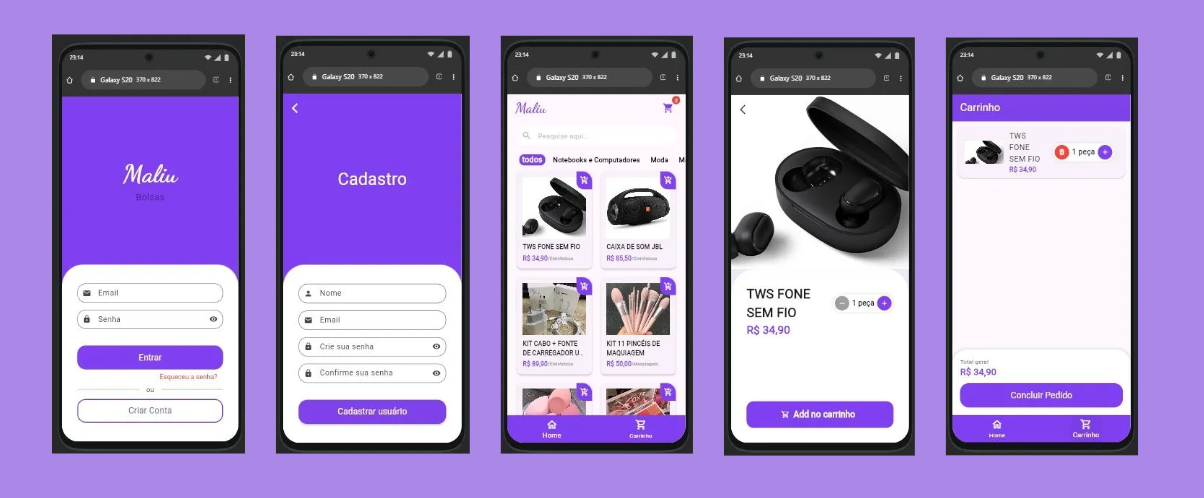 23:14
Galaxy S20 370 x 822
Maliu
Bolsas
Email
Senha
Entrar
Esqueceu a senha?
ou
Criar Conta
23:14
Galaxy S20 370 x 822
Cadastro
Nome
Email
Crie sua senha
Confirme sua senha
Cadastrar usuário
23:14
Galaxy S20 370 x 822
Maliu
Pesquise aqui...
todos Notebooks e Computadores Moda M
TWS FONE SEM FIO
R$ 34,90
CAIXA DE SOM JBL
R$ 85,50
KIT CABO + FONTE
DE CARREGADOR U...
R$ 89,90
KIT 11 PINCÉIS DE
MAQUIAGEM
R$ 50,00
Home Carrinho
23:14
Galaxy S20 370 x 822
TWS FONE
SEM FIO
R$ 34,90
1 peça
Add no carrinho
23:14
Galaxy S20 370 x 822
Carrinho
TWS
FONE
SEM FIO
R$ 34,90
1 peça
Total geral
R$ 34,90
Concluir Pedido
Home Carrinho